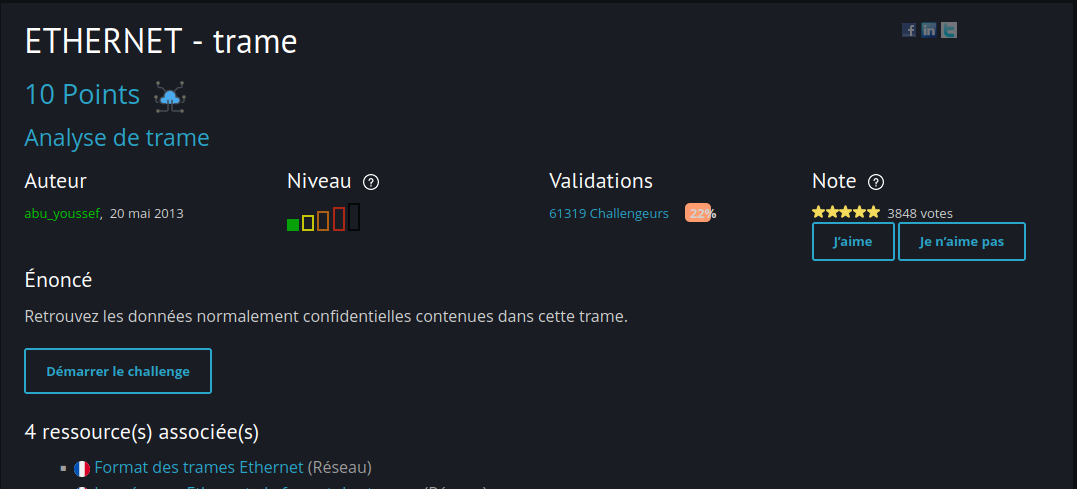 ETHERNET - trame
10 Points
Analyse de trame
Auteur
Niveau ?
Validations
Note ?
abu_youssef, 20 mai 2013
61319 Challengeurs 22%
3848 votes
J'aime Je n'aime pas
Énoncé
Retrouvez les données normalement confidentielles contenues dans cette trame.
Démarrer le challenge
4 ressource(s) associée(s)
Format des trames Ethernet (Réseau)